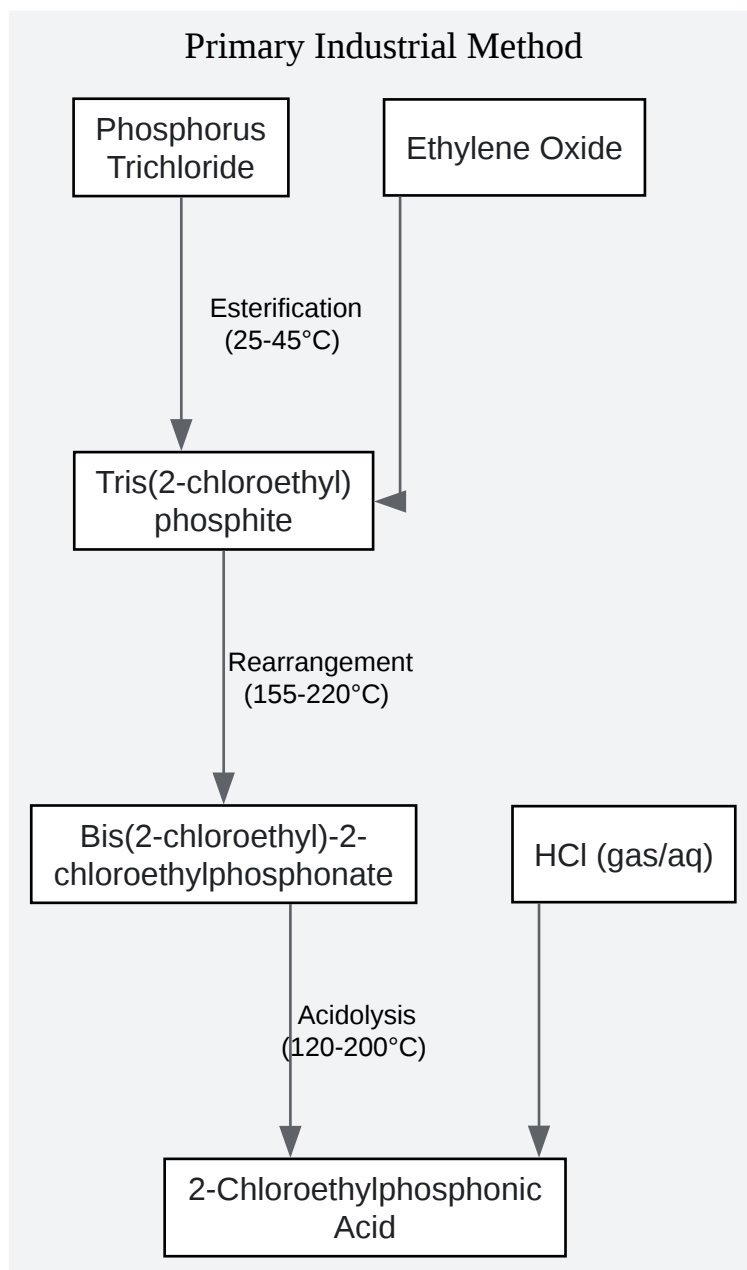 Primary Industrial Method
Phosphorus
Trichloride
Ethylene Oxide
Esterification
(25-45°C)
Tris(2-chloroethyl)
phosphite
Rearrangement
(155-220°C)
Bis(2-chloroethyl)-2-
chloroethylphosphonate
HCl (gas/aq)
Acidolysis
(120-200°C)
2-Chloroethylphosphonic
Acid